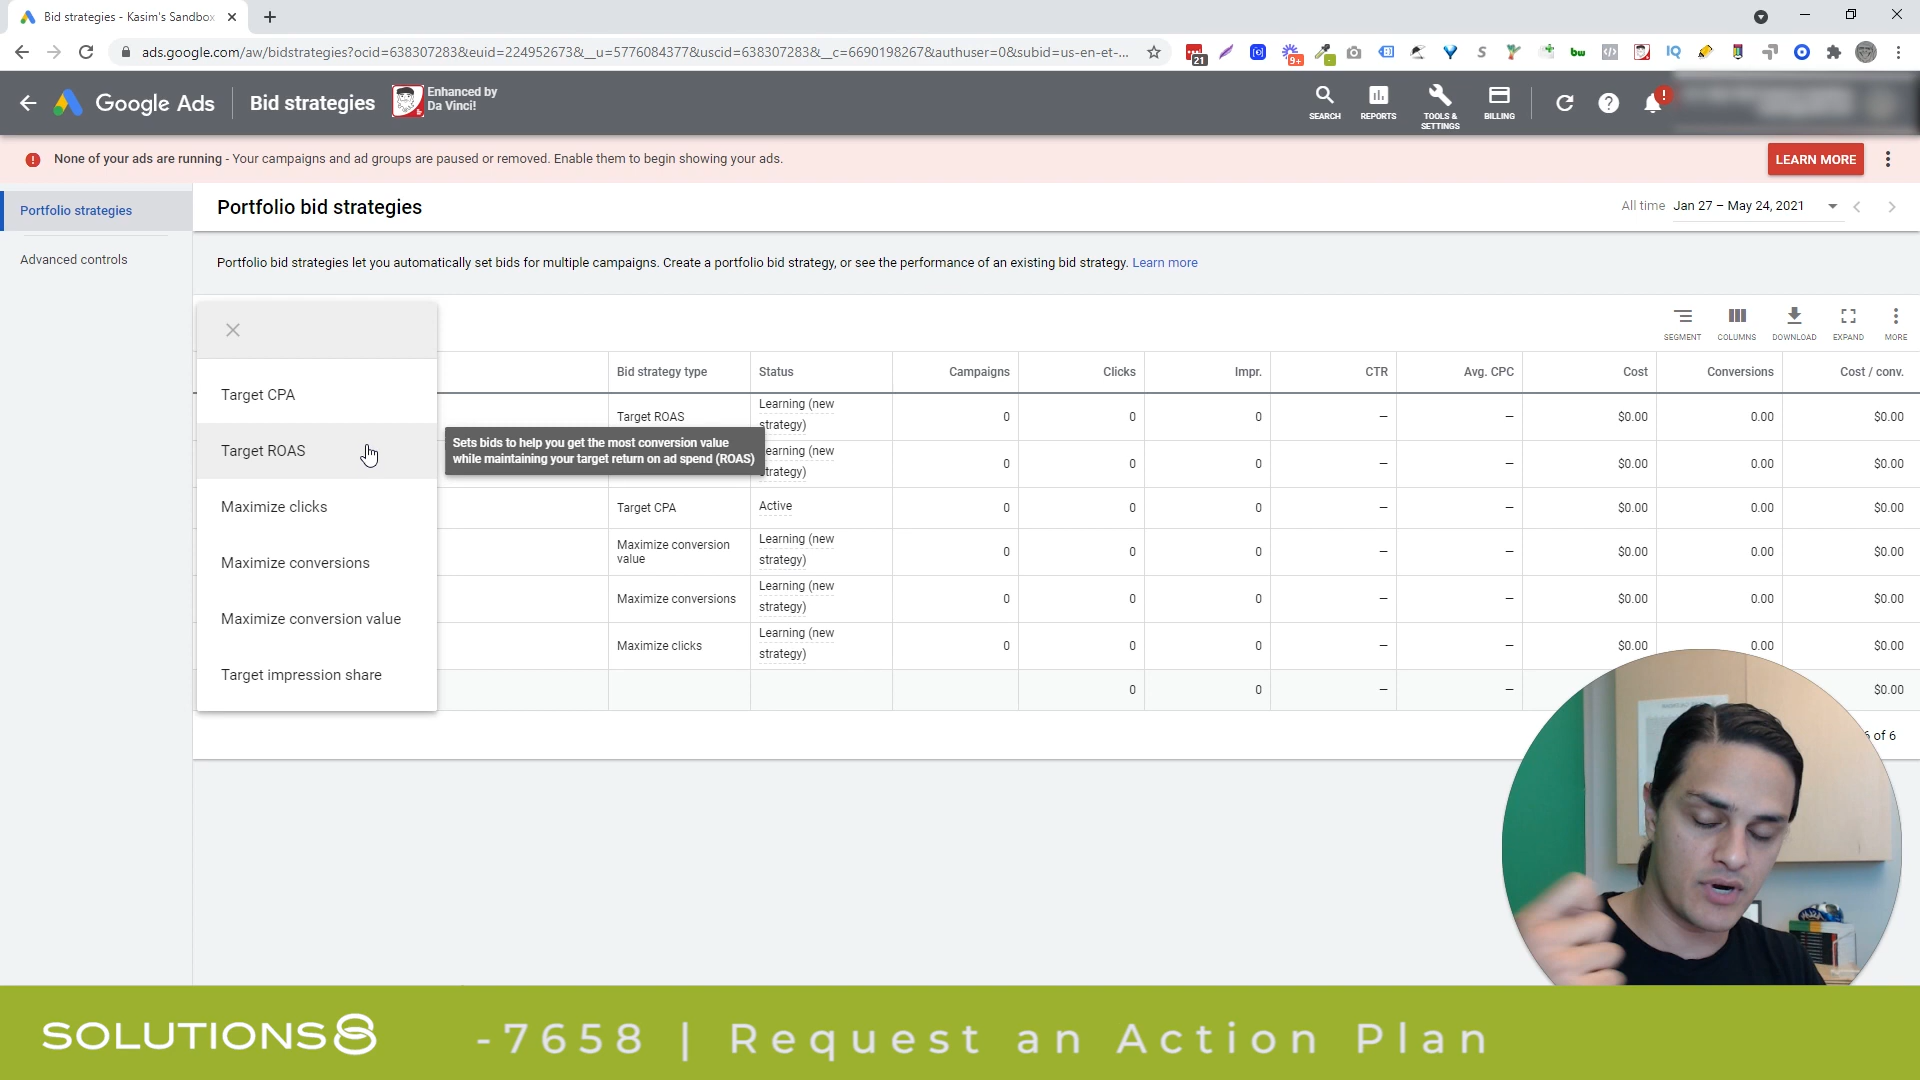 Bid strategies - Kasim's Sandbox
ads.google.com/aw/bidstrategies?ocid=638307283&euid=224952673&__u=5776084377&uscid=638307283&__c=6690198267&authuser=0&subid=us-en-et-...
21
9+
bw
IQ
Google Ads
Bid strategies
Enhanced by
Da Vinci!
SEARCH
REPORTS
TOOLS &
SETTINGS
BILLING
None of your ads are running - Your campaigns and ad groups are paused or removed. Enable them to begin showing your ads.
LEARN MORE
Portfolio strategies
Advanced controls
Portfolio bid strategies
All time Jan 27 – May 24, 2021
Portfolio bid strategies let you automatically set bids for multiple campaigns. Create a portfolio bid strategy, or see the performance of an existing bid strategy. Learn more
SEGMENT
COLUMNS
DOWNLOAD
EXPAND
MORE
Target CPA
Target ROAS
Maximize clicks
Maximize conversions
Maximize conversion value
Target impression share
Sets bids to help you get the most conversion value
while maintaining your target return on ad spend (ROAS)
Bid strategy type Status Campaigns Clicks Impr. CTR Avg. CPC Cost Conversions Cost / conv.
Target ROAS Learning (new strategy) 0 0 0 – – $0.00 0.00 $0.00
earning (new trategy) 0 0 0 – – $0.00 0.00 $0.00
Target CPA Active 0 0 0 – – $0.00 0.00 $0.00
Maximize conversion value Learning (new strategy) 0 0 0 – – $0.00 0.00 $0.00
Maximize conversions Learning (new strategy) 0 0 0 – – $0.00 0.00 $0.00
Maximize clicks Learning (new strategy) 0 0 0 – – $0.00 0.00 $0.00
0 0 – – $0.00
6 of 6
SOLUTIONS8
-7658 | Request an Action Plan